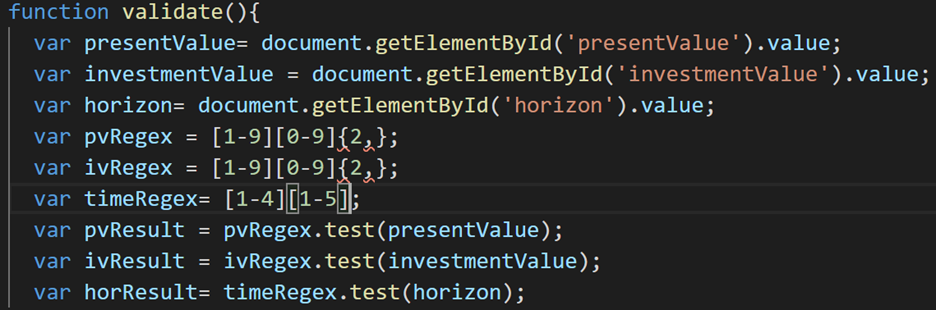 function validate(){
var presentValue= document.getElementById('presentValue').value;
var investmentValue = document.getElementById('investmentValue').value;
var horizon= document.getElementById('horizon').value;
var pvRegex = [1-9][0-9]{2,};
var ivRegex = [1-9][0-9]{2,};
var timeRegex= [1-4][1-5];
var pvResult = pvRegex.test(presentValue);
var ivResult = ivRegex.test(investmentValue);
var horResult= timeRegex.test(horizon);